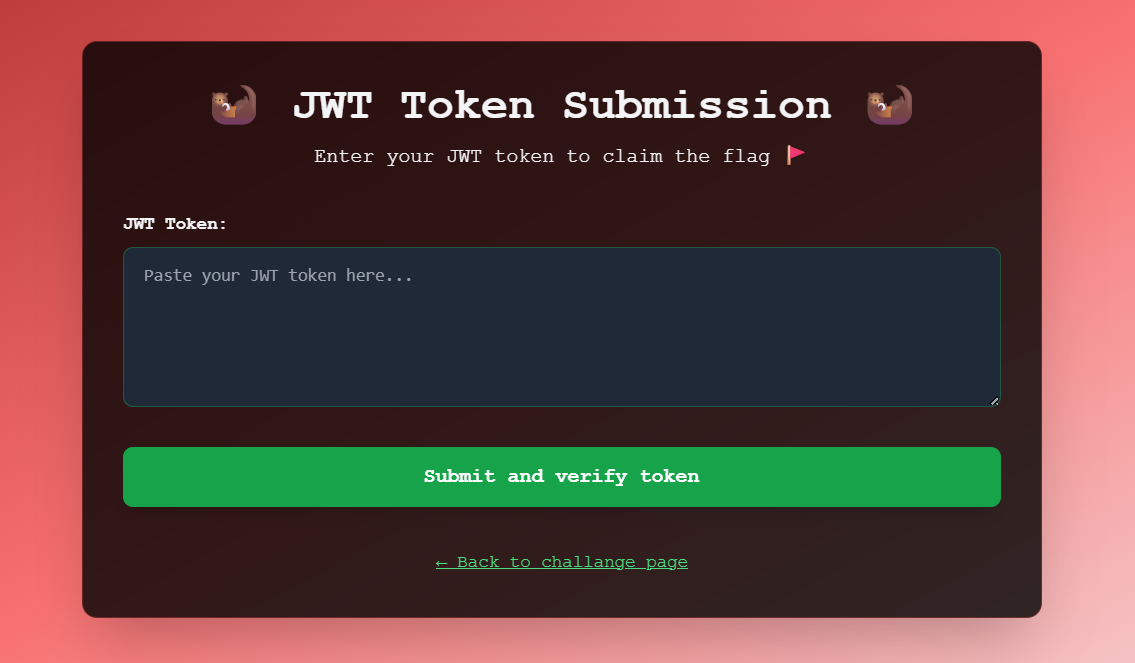 JWT Token Submission
Enter your JWT token to claim the flag
JWT Token:
Paste your JWT token here...
Submit and verify token
← Back to challange page